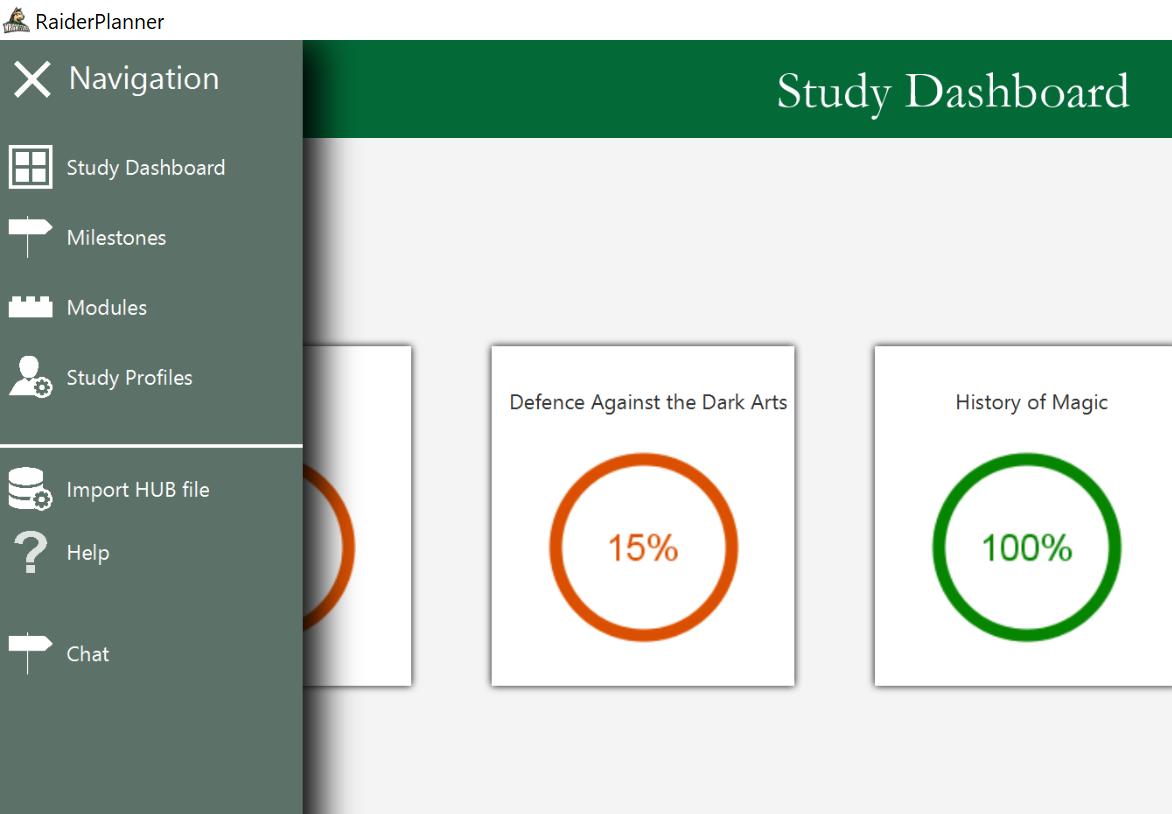 RaiderPlanner
Navigation
Study Dashboard
Study Dashboard
Milestones
Modules
Study Profiles
Import HUB file
Help
Chat
Defence Against the Dark Arts
15%
History of Magic
100%